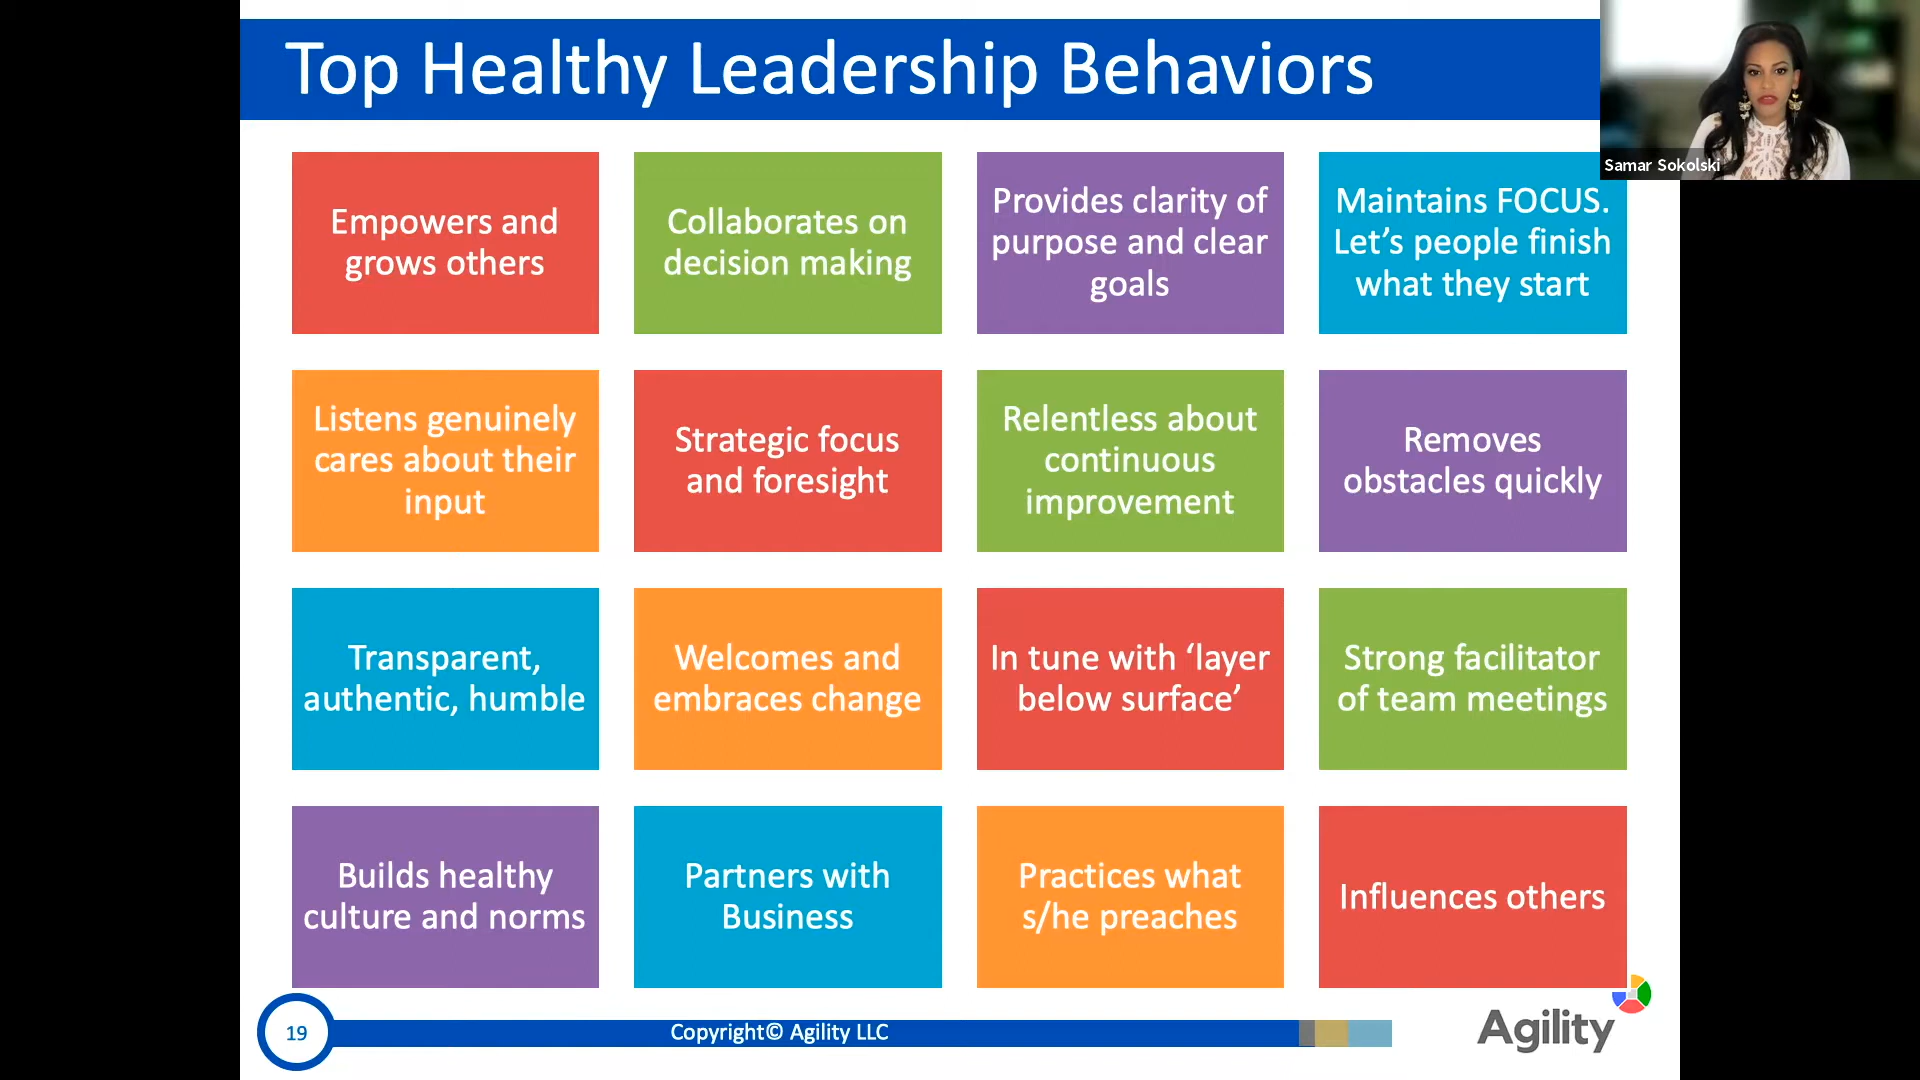 Top Healthy Leadership Behaviors
Samar Sokolski
Empowers and
grows others
Collaborates on
decision making
Provides clarity of
purpose and clear
goals
Maintains FOCUS.
Let’s people finish
what they start
Listens genuinely
cares about their
input
Strategic focus
and foresight
Relentless about
continuous
improvement
Removes
obstacles quickly
Transparent,
authentic, humble
Welcomes and
embraces change
In tune with ‘layer
below surface’
Strong facilitator
of team meetings
Builds healthy
culture and norms
Partners with
Business
Practices what
s/he preaches
Influences others
19
Copyright© Agility LLC
Agility